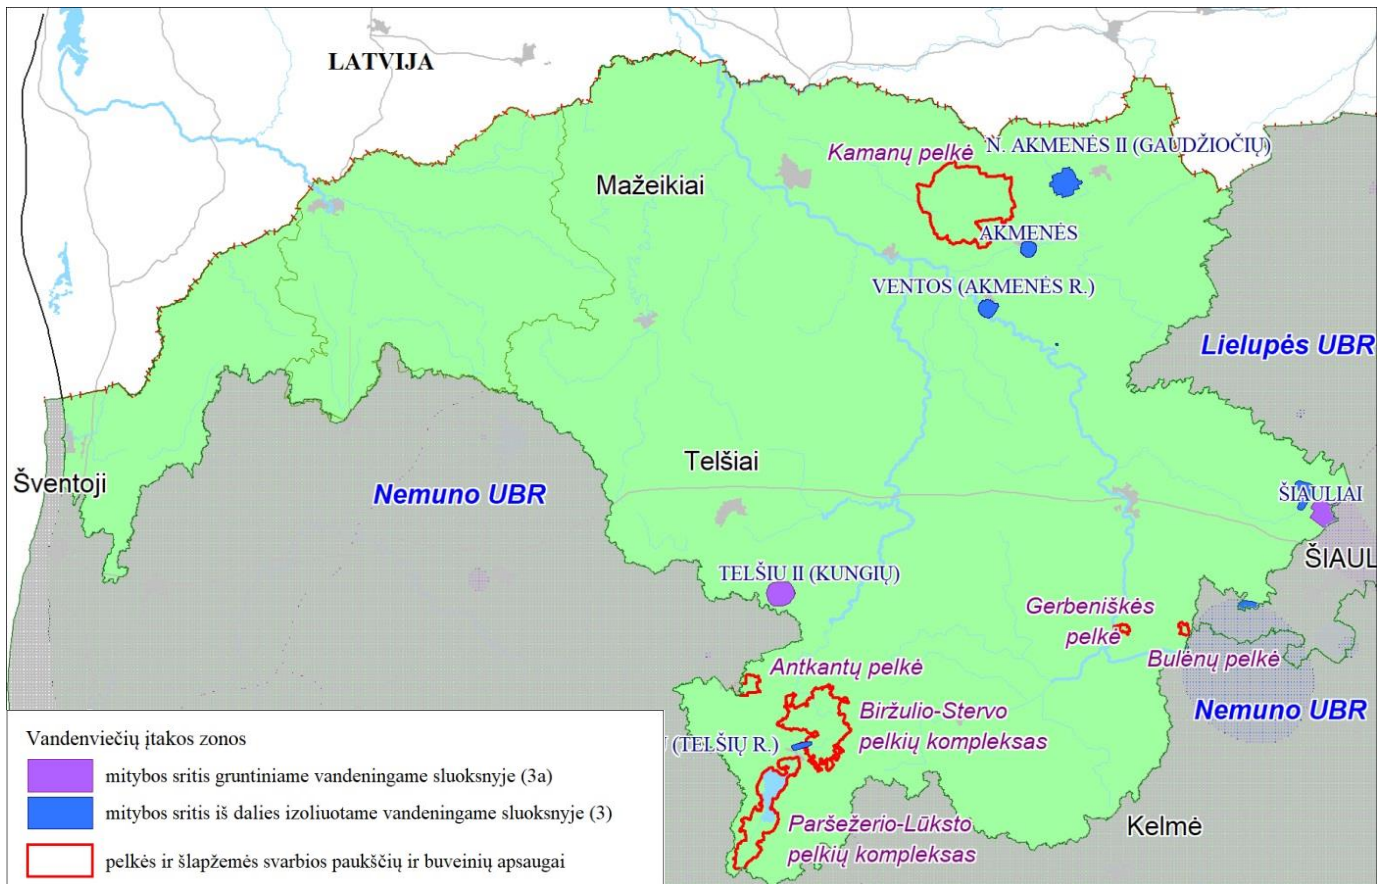 LATVIJA
Kamanų pelkė
N. AKMENĖS II (GAUDŽIOČIŲ)
Mažeikiai
AKMENĖS
VENTOS (AKMENĖS R.)
Lielupės UBR
Telšiai
Šventoji
Nemuno UBR
ŠIAULIAI
ŠIAUL
TELŠIU II (KUNGIŲ)
Gerbeniškės
pelkė
Bulėnų pelkė
Antkantų pelkė
Nemuno UBR
Biržulio-Stervo
pelkių kompleksas
(TELŠIŲ R.)
Paršežerio-Lūksto
pelkių kompleksas
Kelmė
Vandenviečių įtakos zonos
mitybos sritis gruntiniame vandeningame sluoksnyje (3a)
mitybos sritis iš dalies izoliuotame vandeningame sluoksnyje (3)
pelkės ir šlapžemės svarbios paukščių ir buveinių apsaugai